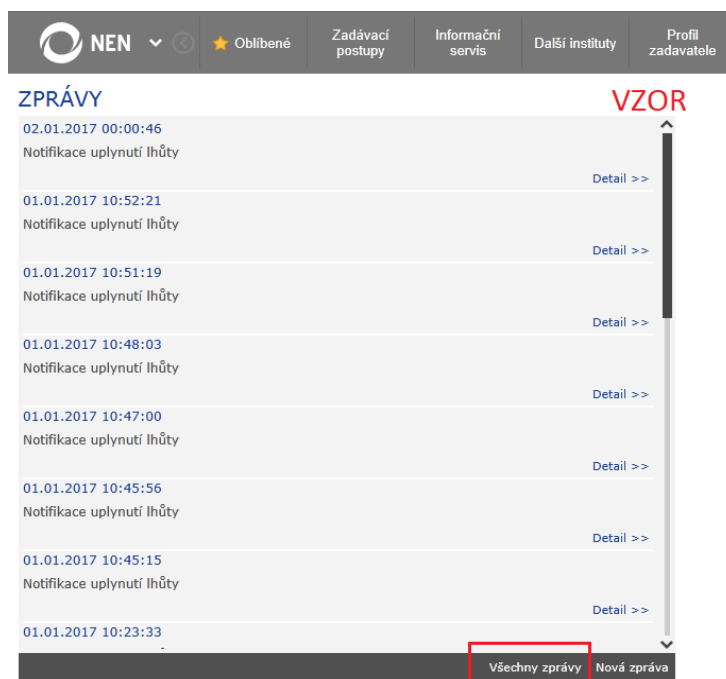 NEN
Oblíbené
Zadávací
postupy
Informační
servis
Další instituty
Profil
zadavatele
ZPRÁVY
VZOR
02.01.2017 00:00:46
Notifikace uplynutí lhůty
Detail >>
01.01.2017 10:52:21
Notifikace uplynutí lhůty
Detail >>
01.01.2017 10:51:19
Notifikace uplynutí lhůty
Detail >>
01.01.2017 10:48:03
Notifikace uplynutí lhůty
Detail >>
01.01.2017 10:47:00
Notifikace uplynutí lhůty
Detail >>
01.01.2017 10:45:56
Notifikace uplynutí lhůty
Detail >>
01.01.2017 10:45:15
Notifikace uplynutí lhůty
Detail >>
01.01.2017 10:23:33
Všechny zprávy
Nová zpráva